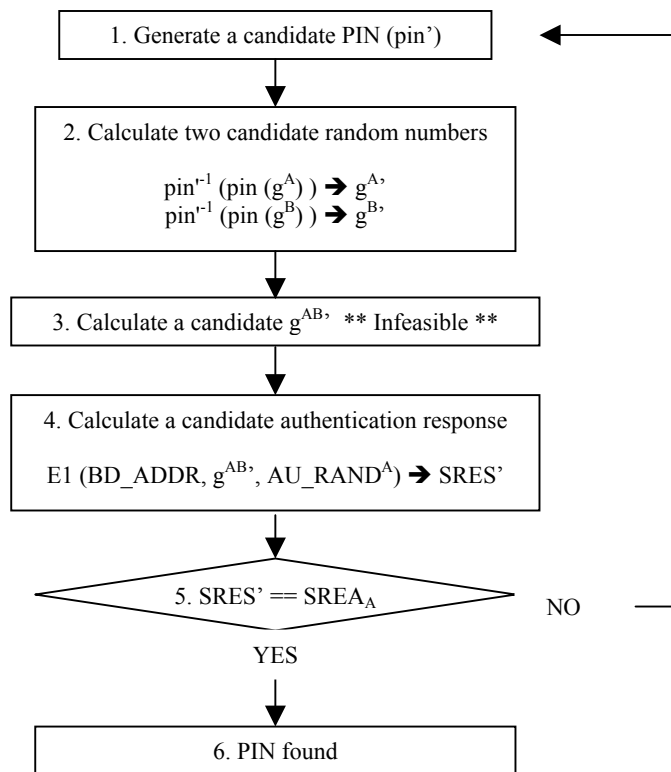 1. Generate a candidate PIN (pin’)
2. Calculate two candidate random numbers
pin'⁻¹ (pin (gᴬ) ) ➔ gᴬ’
pin'⁻¹ (pin (gᴮ) ) ➔ gᴮ’
3. Calculate a candidate gᴬᴮ’ ** Infeasible **
4. Calculate a candidate authentication response
E1 (BD_ADDR, gᴬᴮ’, AU_RANDᴬ) ➔ SRES’
5. SRES’ == SREA_A
NO
YES
6. PIN found